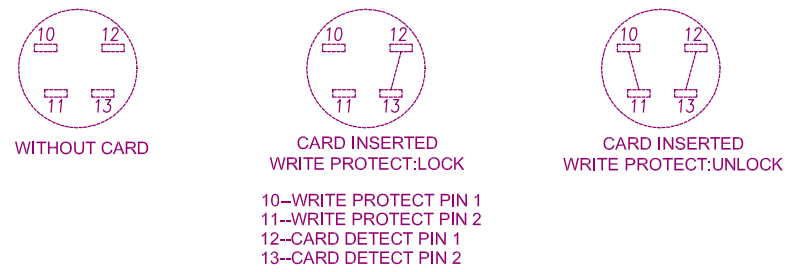 10 12
11 13
WITHOUT CARD
10 12
11 13
CARD INSERTED
WRITE PROTECT:LOCK
10 12
11 13
CARD INSERTED
WRITE PROTECT:UNLOCK
10--WRITE PROTECT PIN 1
11--WRITE PROTECT PIN 2
12--CARD DETECT PIN 1
13--CARD DETECT PIN 2